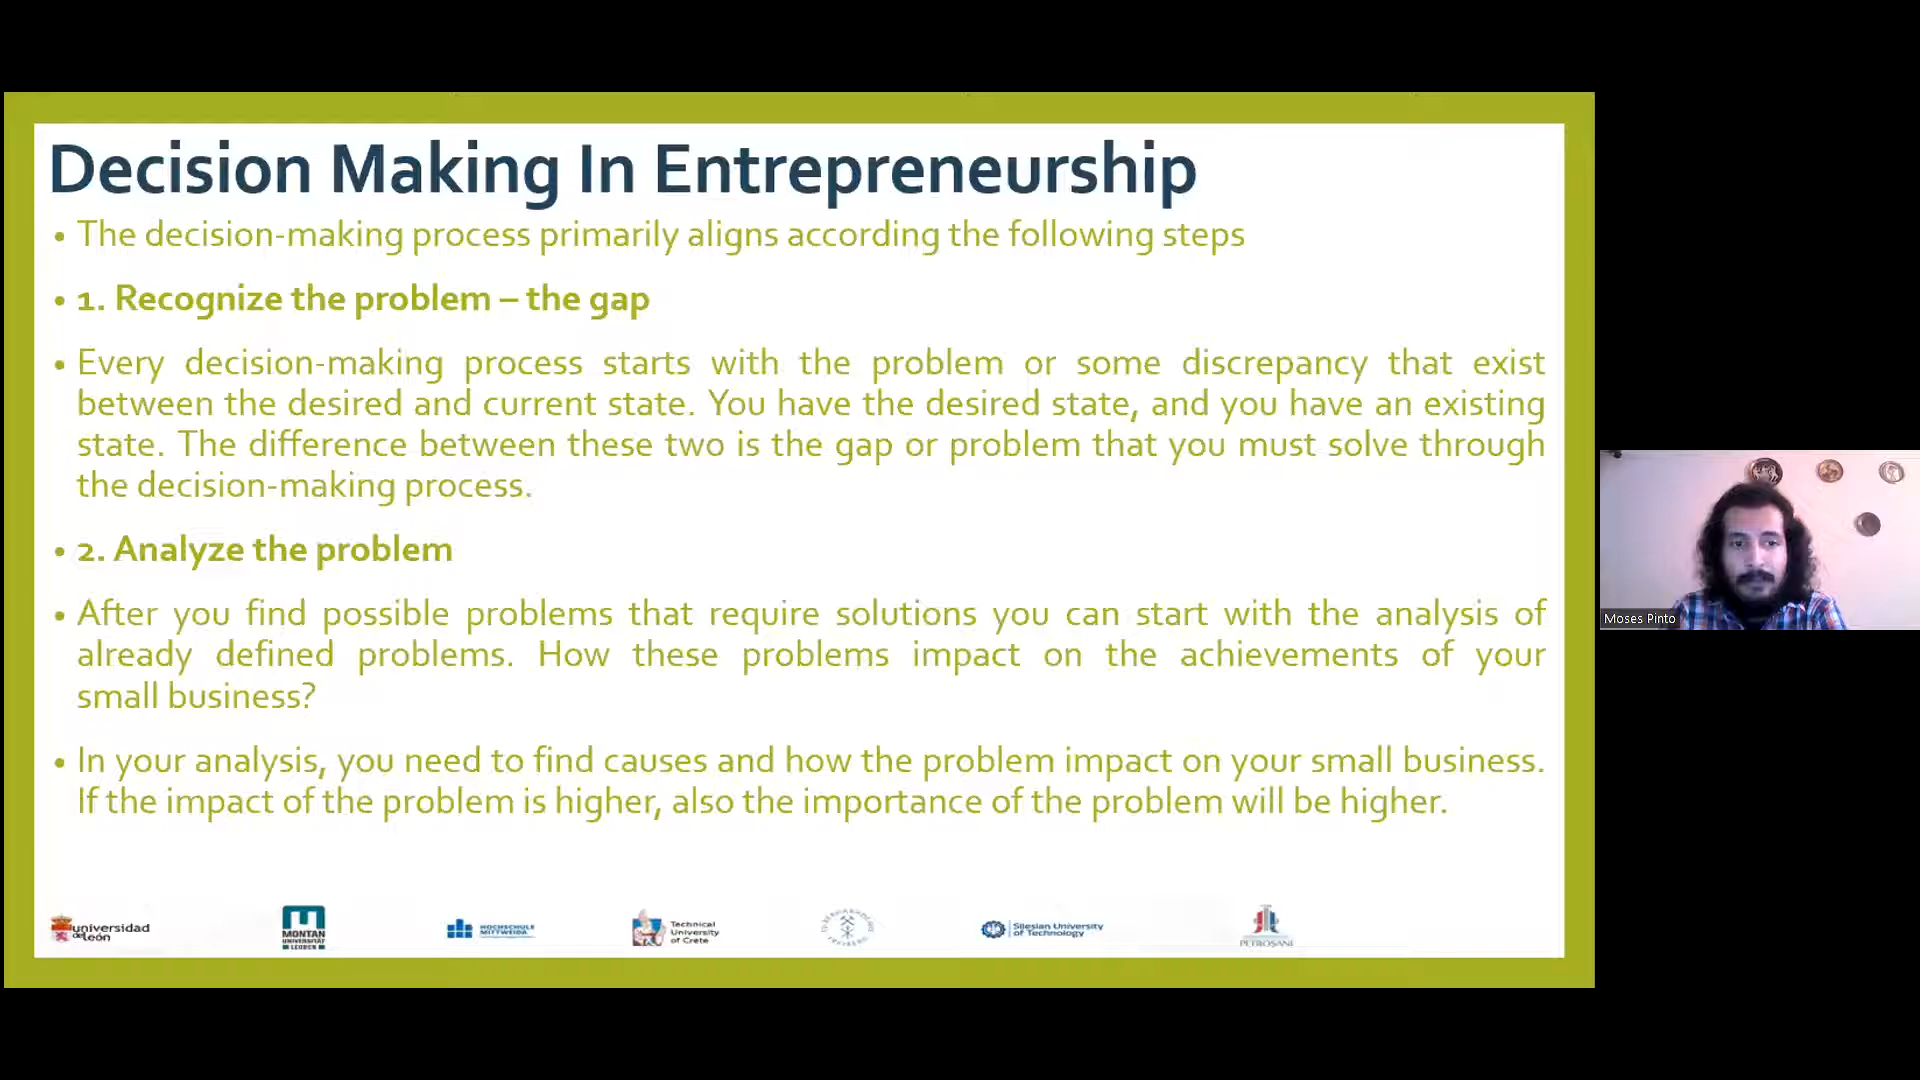 Decision Making In Entrepreneurship
• The decision-making process primarily aligns according the following steps
• 1. Recognize the problem – the gap
• Every decision-making process starts with the problem or some discrepancy that exist
between the desired and current state. You have the desired state, and you have an existing
state. The difference between these two is the gap or problem that you must solve through
the decision-making process.
• 2. Analyze the problem
• After you find possible problems that require solutions you can start with the analysis of
already defined problems. How these problems impact on the achievements of your
small business?
• In your analysis, you need to find causes and how the problem impact on your small business.
If the impact of the problem is higher, also the importance of the problem will be higher.
universidad
de león
MONTAN
UNIVERSITÄT
LEOBEN
HOCHSCHULE
MITTWEIDA
Technical
University
of Crete
Silesian University
of Technology
PETROȘANI
Moses Pinto